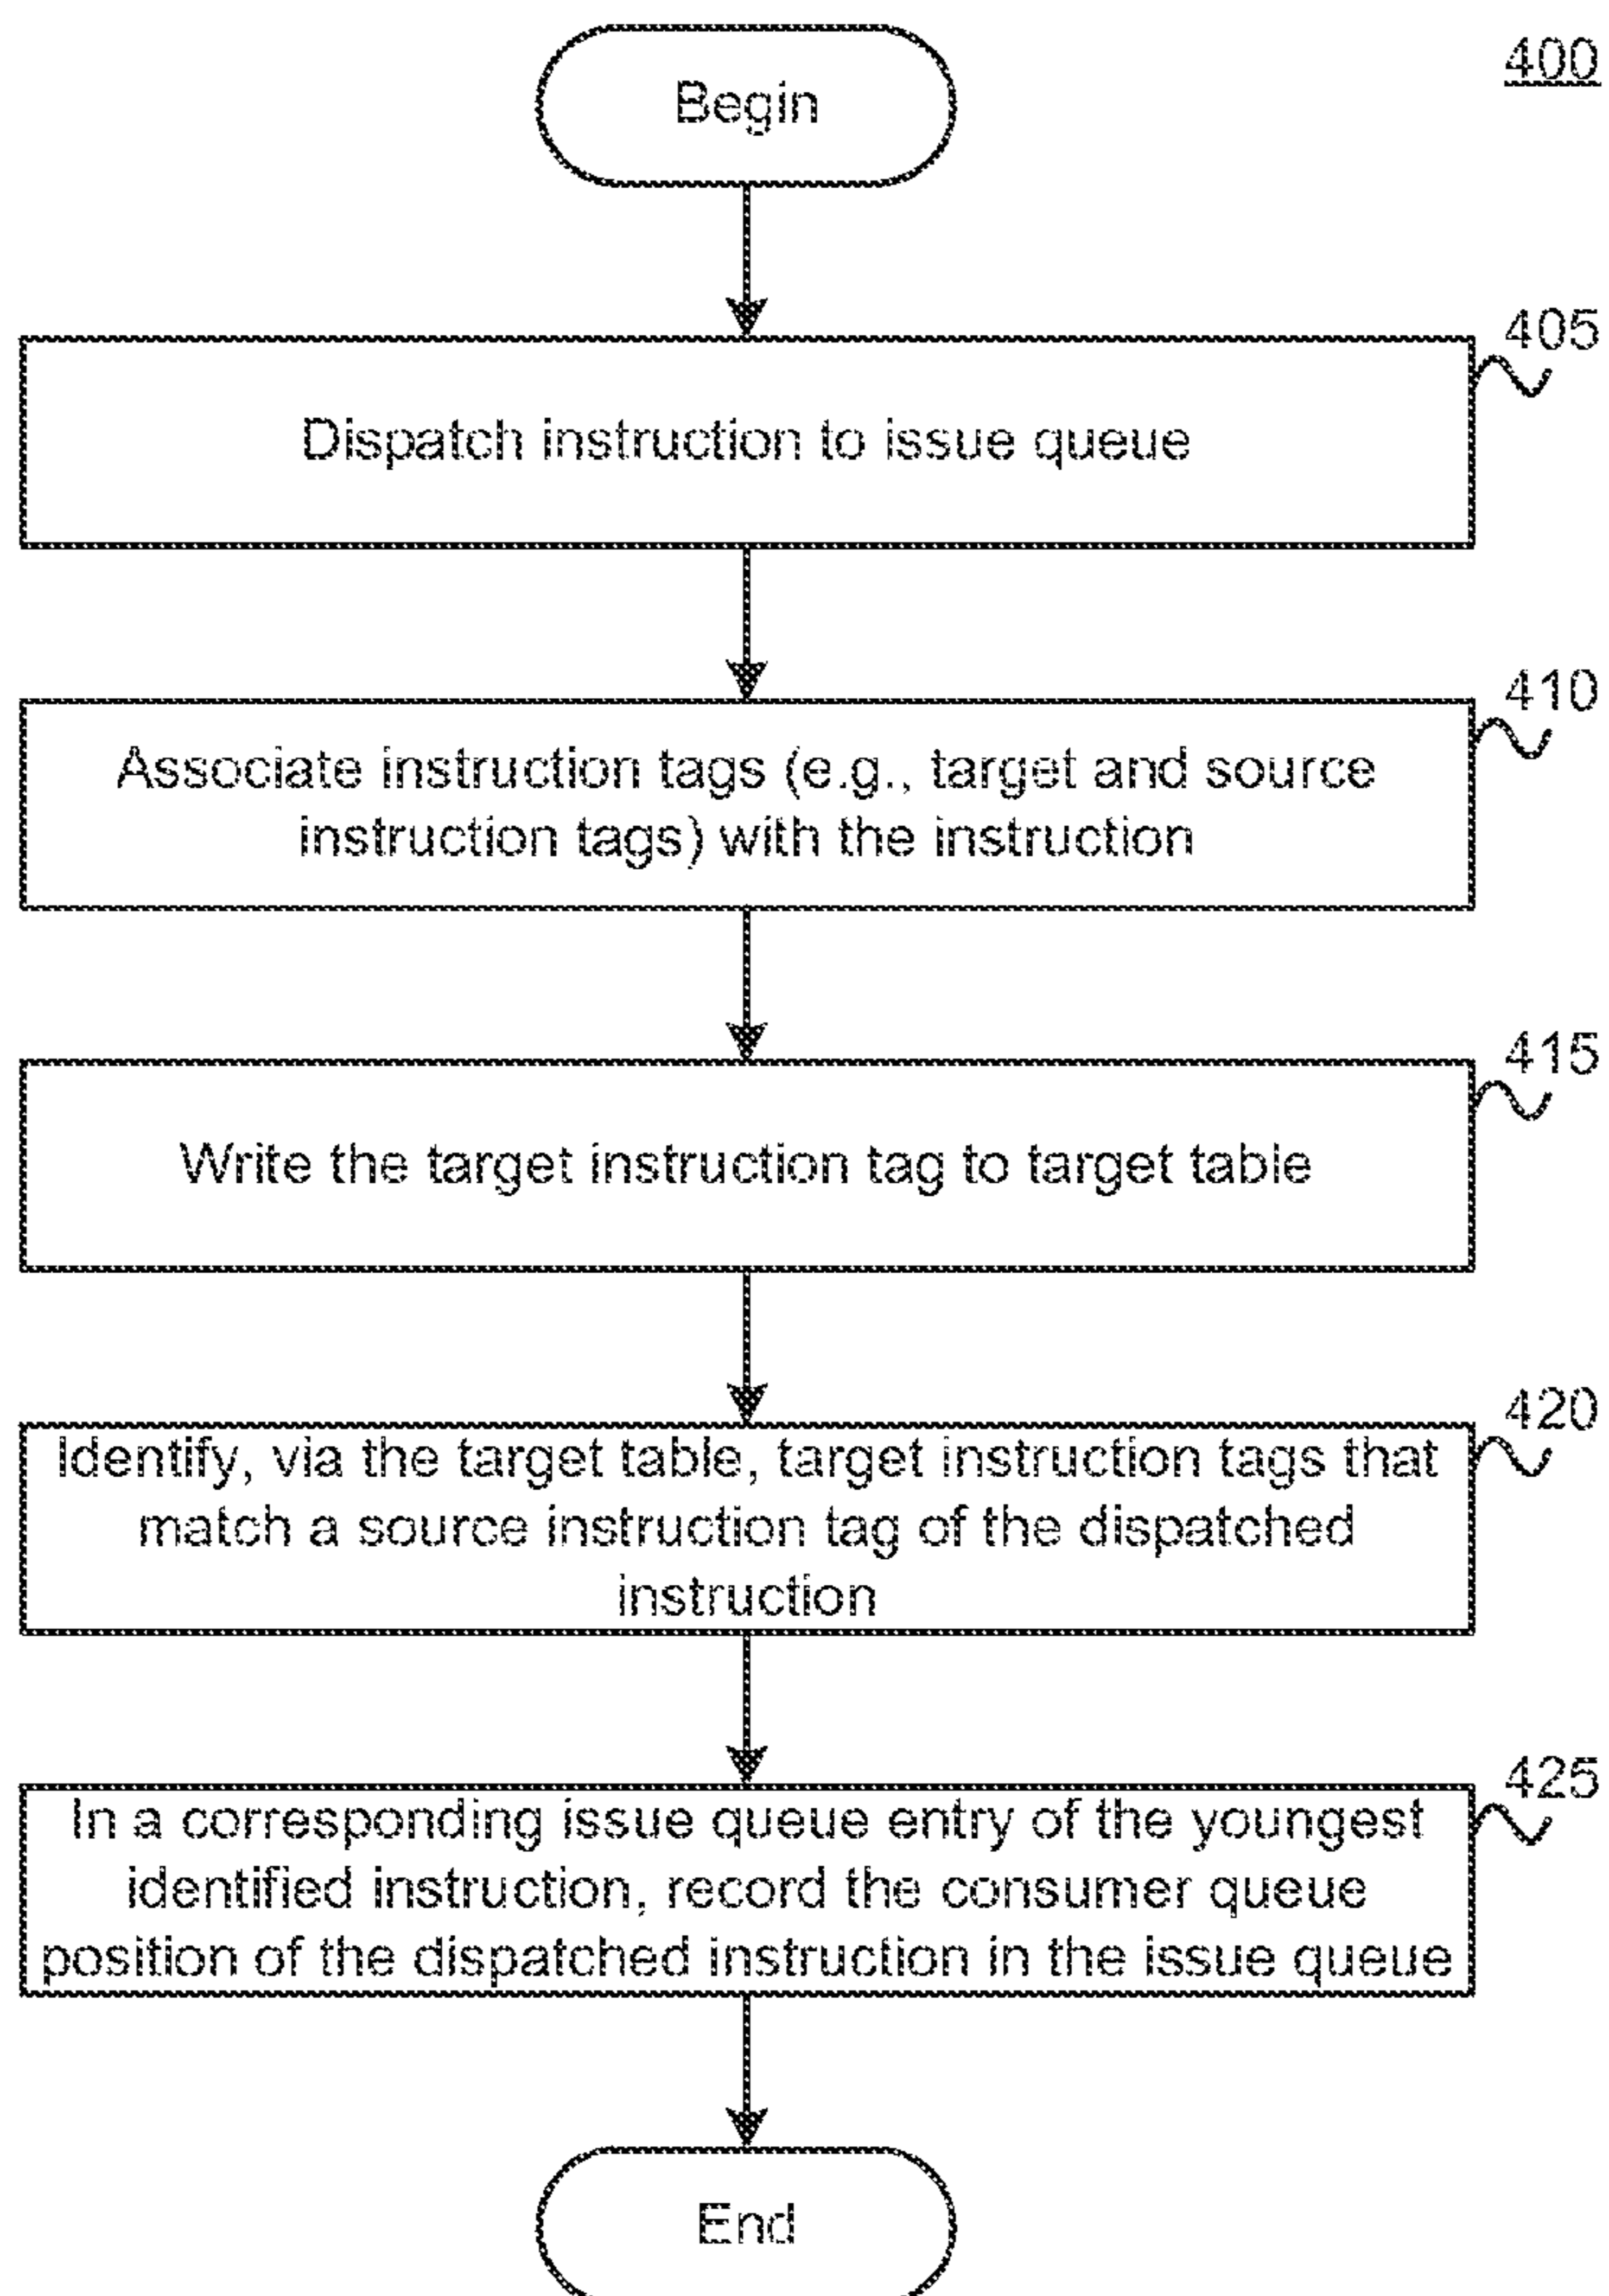 400
Begin
405
Dispatch instruction to issue queue
410
Associate instruction tags (e.g., target and source
instruction tags) with the instruction
415
Write the target instruction tag to target table
420
Identify, via the target table, target instruction tags that
match a source instruction tag of the dispatched
instruction
425
In a corresponding issue queue entry of the youngest
identified instruction, record the consumer queue
position of the dispatched instruction in the issue queue
End